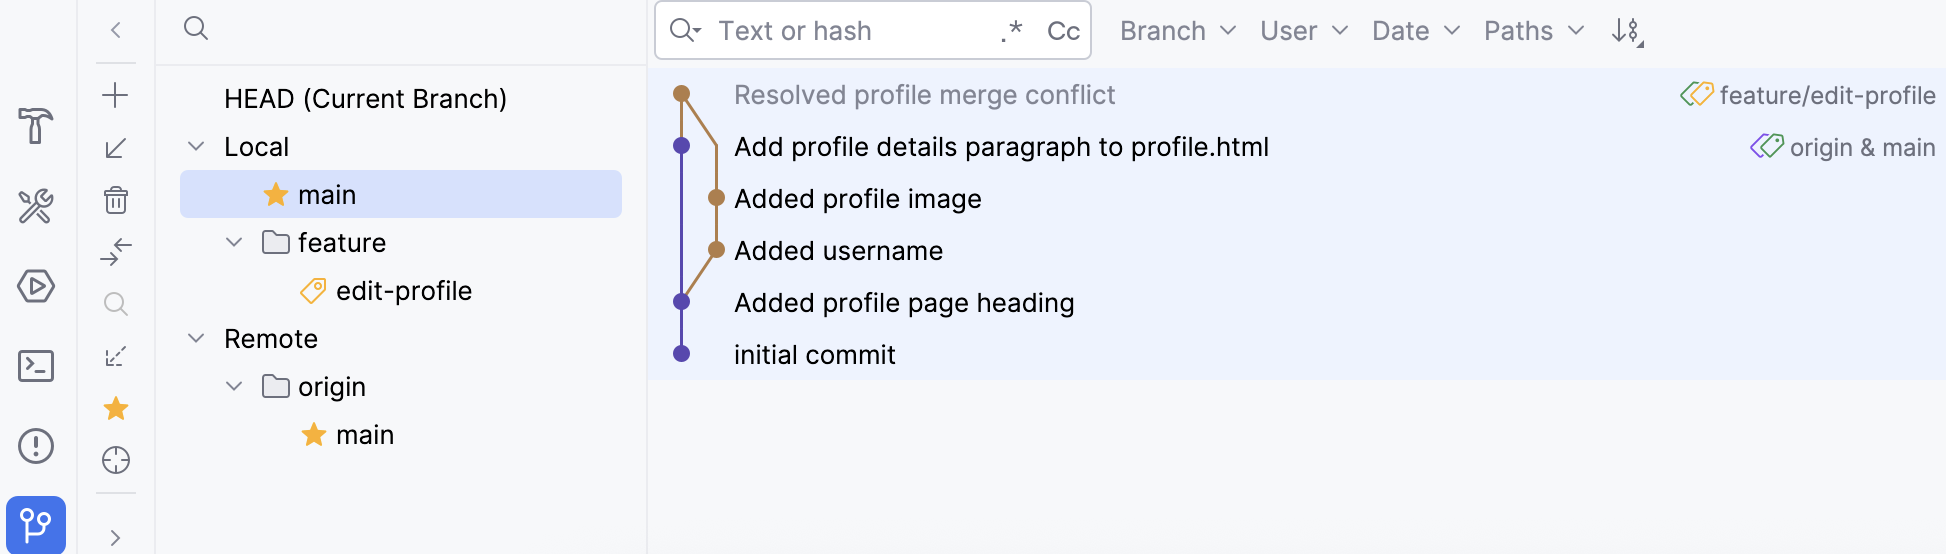 HEAD (Current Branch)
Local
main
feature
edit-profile
Remote
origin
main
Text or hash .* Cc Branch User Date Paths
Resolved profile merge conflict feature/edit-profile
Add profile details paragraph to profile.html origin & main
Added profile image
Added username
Added profile page heading
initial commit